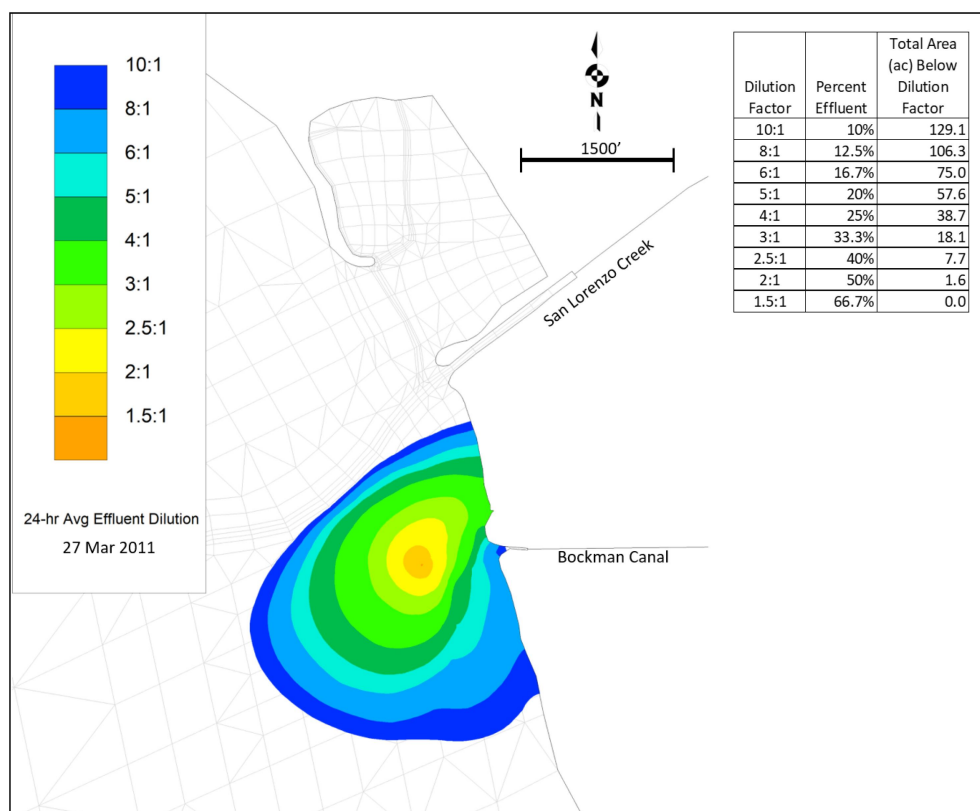 10:1
8:1
6:1
5:1
4:1
3:1
2.5:1
2:1
1.5:1
24-hr Avg Effluent Dilution
27 Mar 2011
N
1500’
San Lorenzo Creek
Bockman Canal
Dilution Factor Percent Effluent Total Area (ac) Below Dilution Factor
10:1 10% 129.1
8:1 12.5% 106.3
6:1 16.7% 75.0
5:1 20% 57.6
4:1 25% 38.7
3:1 33.3% 18.1
2.5:1 40% 7.7
2:1 50% 1.6
1.5:1 66.7% 0.0